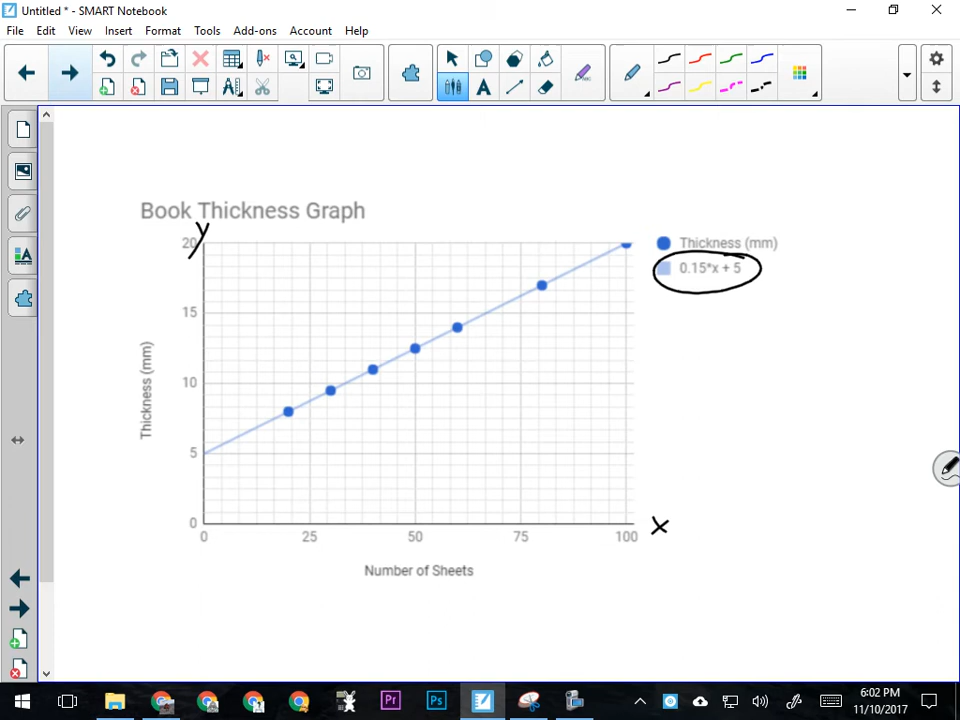 Untitled * - SMART Notebook
File Edit View Insert Format Tools Add-ons Account Help
Book Thickness Graph
y
20
15
10
5
0
Thickness (mm)
Thickness (mm)
0.15*x + 5
0 25 50 75 100
x
Number of Sheets
6:02 PM
11/10/2017
Pr
Ps